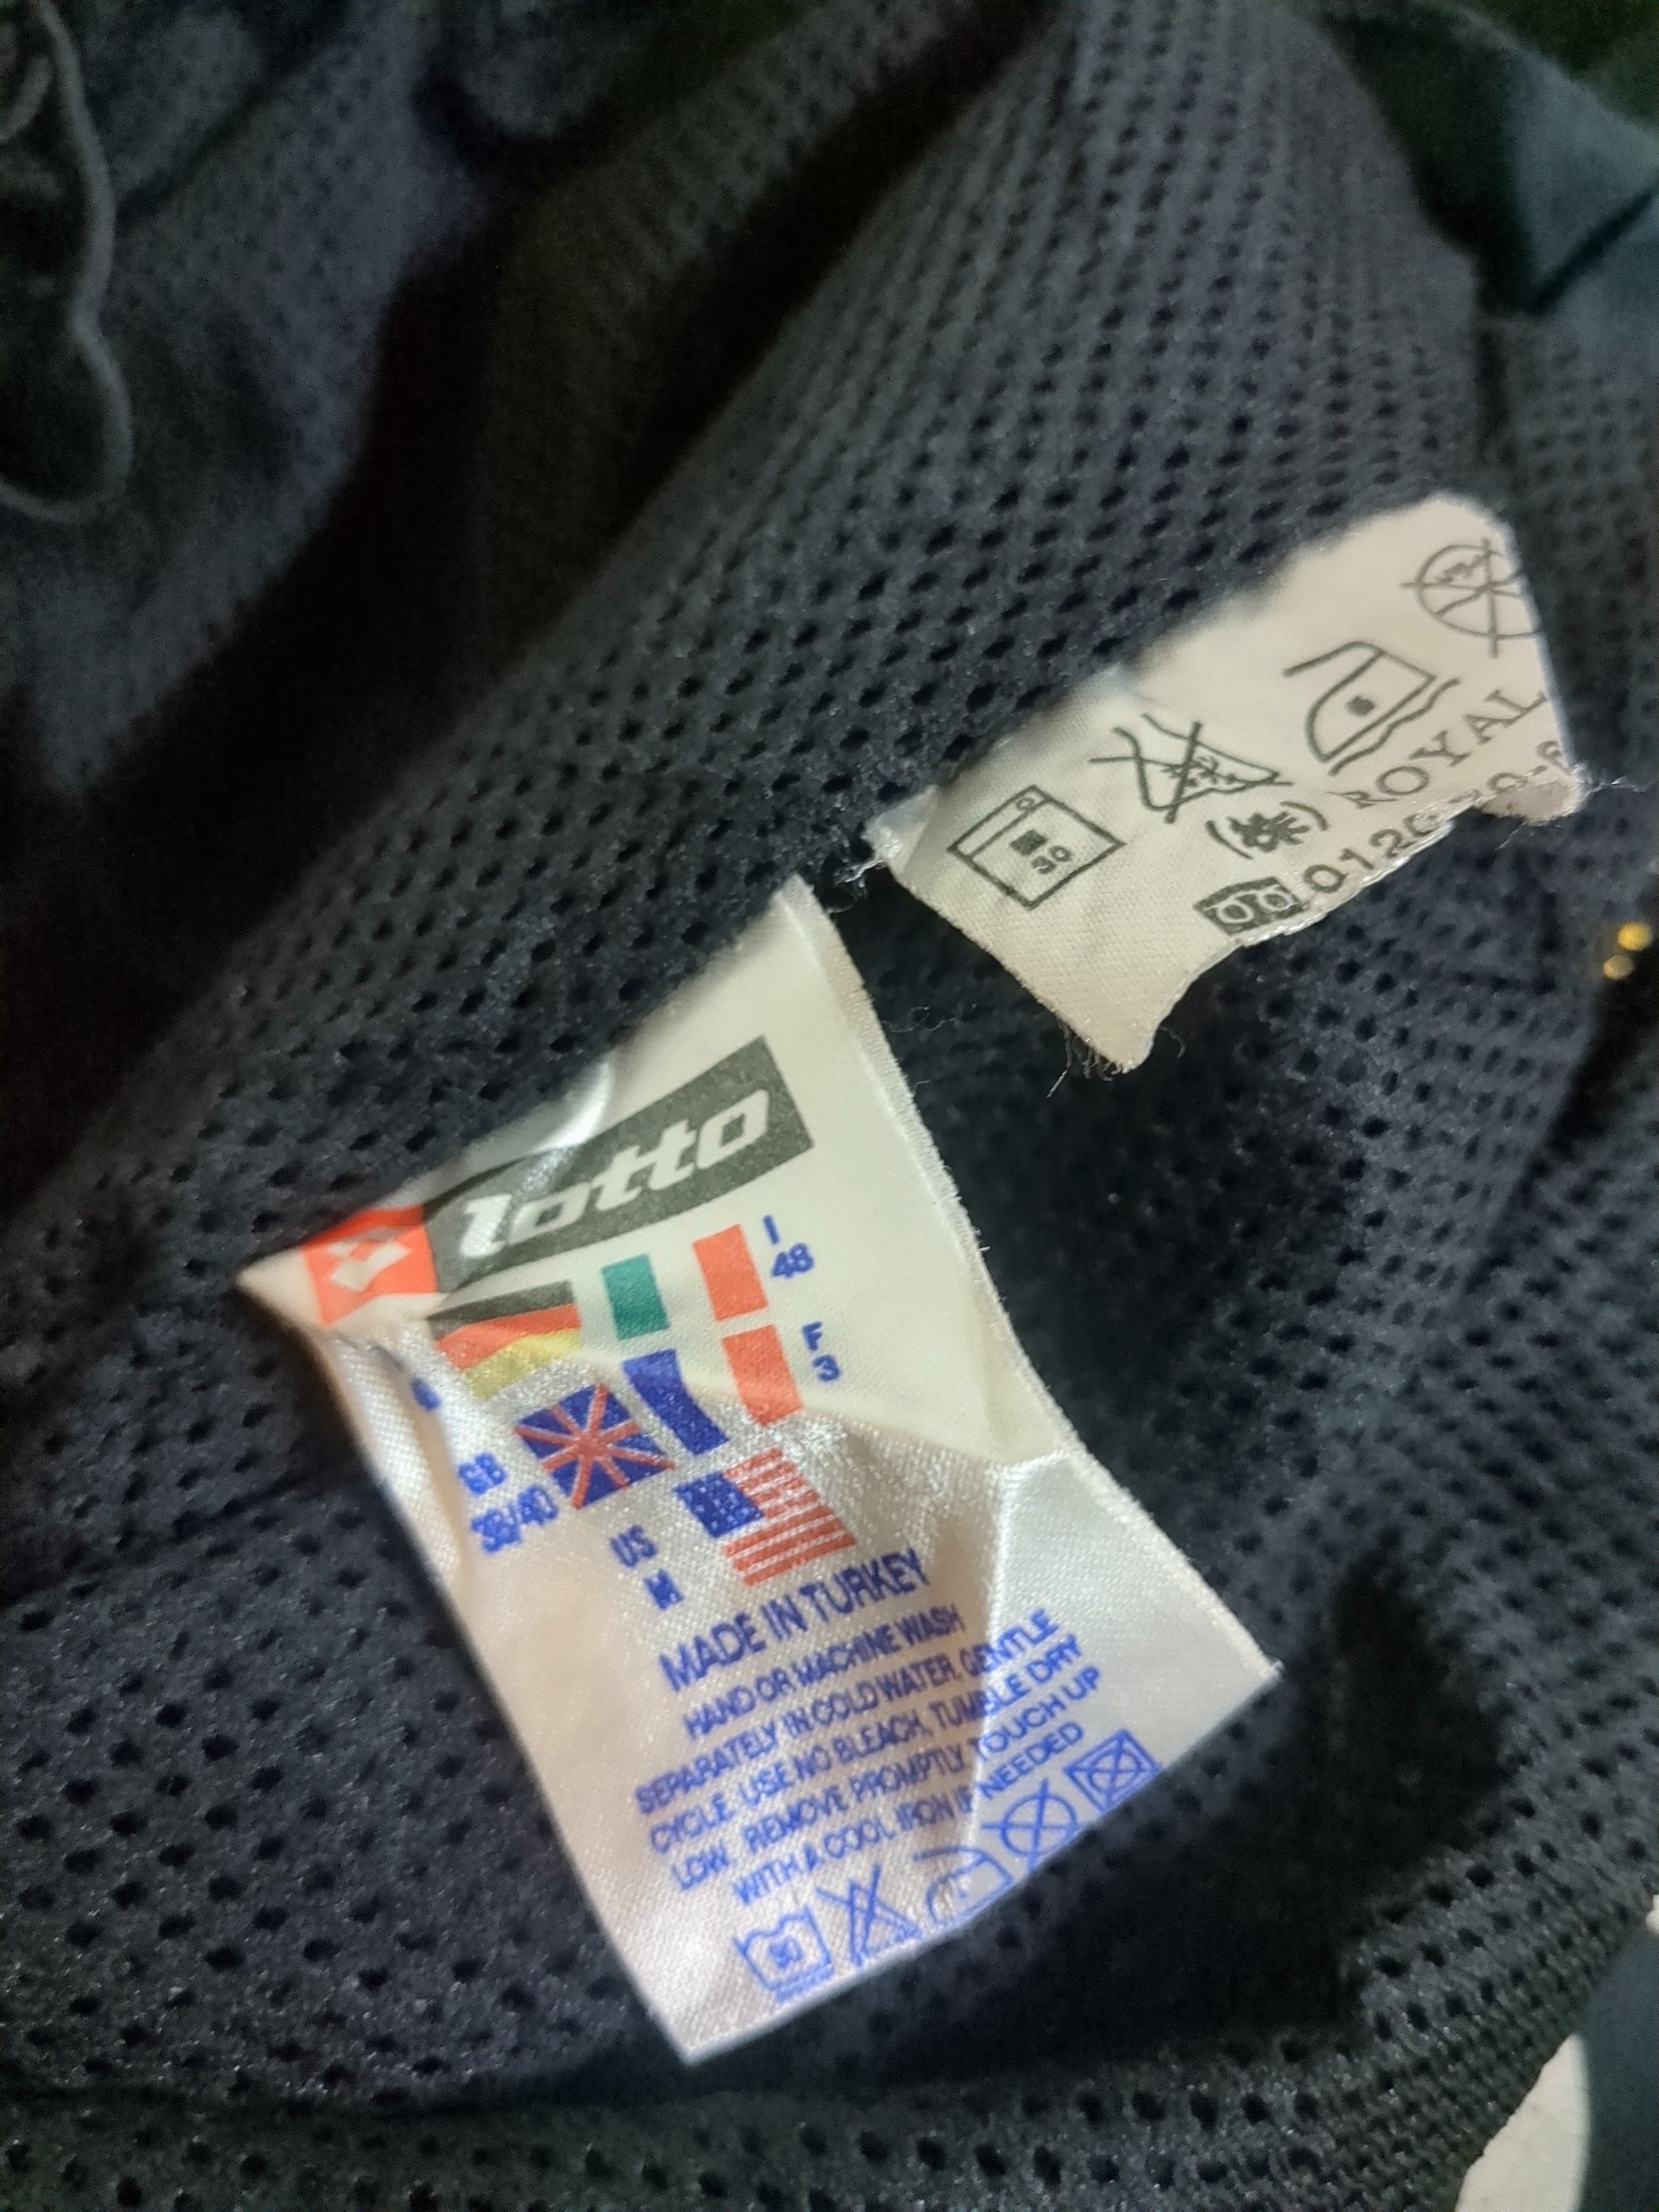 lotto
I
48
F
3
GB
38/40
US
M
MADE IN TURKEY
HAND OR MACHINE WASH
SEPARATELY IN COLD WATER, GENTLE
CYCLE. USE NO BLEACH, TUMBLE DRY
LOW. REMOVE PROMPTLY. TOUCH UP
WITH A COOL IRON IF NEEDED
30
30
(株) ROYAL
0120